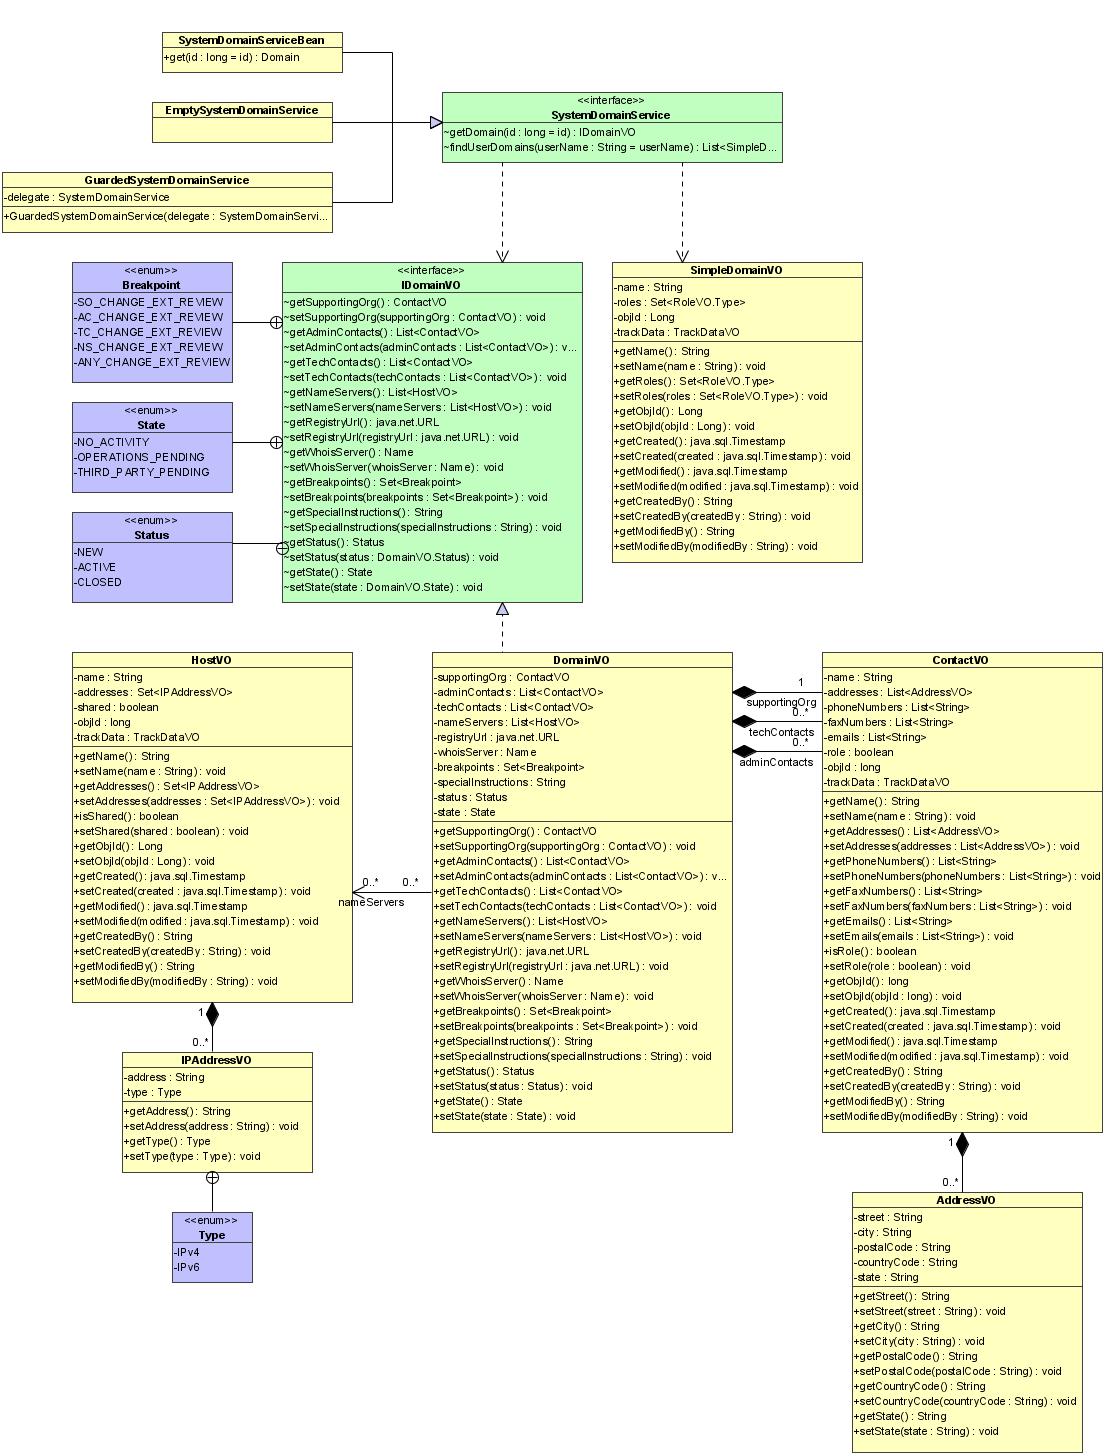 SystemDomainServiceBean
+get(id : long = id) : Domain
EmptySystemDomainService
<<interface>>
SystemDomainService
~getDomain(id : long = id) : IDomainVO
~findUserDomains(userName : String = userName) : List<SimpleD...
GuardedSystemDomainService
-delegate : SystemDomainService
+GuardedSystemDomainService(delegate : SystemDomainServi...
<<enum>>
Breakpoint
-SO_CHANGE_EXT_REVIEW
-AC_CHANGE_EXT_REVIEW
-TC_CHANGE_EXT_REVIEW
-NS_CHANGE_EXT_REVIEW
-ANY_CHANGE_EXT_REVIEW
<<enum>>
State
-NO_ACTIVITY
-OPERATIONS_PENDING
-THIRD_PARTY_PENDING
<<enum>>
Status
-NEW
-ACTIVE
-CLOSED
<<interface>>
IDomainVO
~getSupportingOrg() : ContactVO
~setSupportingOrg(supportingOrg : ContactVO) : void
~getAdminContacts() : List<ContactVO>
~setAdminContacts(adminContacts : List<ContactVO>) : v...
~getTechContacts() : List<ContactVO>
~setTechContacts(techContacts : List<ContactVO>) : void
~getNameServers() : List<HostVO>
~setNameServers(nameServers : List<HostVO>) : void
~getRegistryUrl() : java.net.URL
~setRegistryUrl(registryUrl : java.net.URL) : void
~getWhoisServer() : Name
~setWhoisServer(whoisServer : Name) : void
~getBreakpoints() : Set<Breakpoint>
~setBreakpoints(breakpoints : Set<Breakpoint>) : void
~getSpecialInstructions() : String
~setSpecialInstructions(specialInstructions : String) : void
~getStatus() : Status
~setStatus(status : DomainVO.Status) : void
~getState() : State
~setState(state : DomainVO.State) : void
SimpleDomainVO
-name : String
-roles : Set<RoleVO.Type>
-objId : Long
-trackData : TrackDataVO
+getName() : String
+setName(name : String) : void
+getRoles() : Set<RoleVO.Type>
+setRoles(roles : Set<RoleVO.Type>) : void
+getObjId() : Long
+setObjId(objId : Long) : void
+getCreated() : java.sql.Timestamp
+setCreated(created : java.sql.Timestamp) : void
+getModified() : java.sql.Timestamp
+setModified(modified : java.sql.Timestamp) : void
+getCreatedBy() : String
+setCreatedBy(createdBy : String) : void
+getModifiedBy() : String
+setModifiedBy(modifiedBy : String) : void
HostVO
-name : String
-addresses : Set<IPAddressVO>
-shared : boolean
-objId : long
-trackData : TrackDataVO
+getName() : String
+setName(name : String) : void
+getAddresses() : Set<IPAddressVO>
+setAddresses(addresses : Set<IPAddressVO>) : void
+isShared() : boolean
+setShared(shared : boolean) : void
+getObjId() : Long
+setObjId(objId : Long) : void
+getCreated() : java.sql.Timestamp
+setCreated(created : java.sql.Timestamp) : void
+getModified() : java.sql.Timestamp
+setModified(modified : java.sql.Timestamp) : void
+getCreatedBy() : String
+setCreatedBy(createdBy : String) : void
+getModifiedBy() : String
+setModifiedBy(modifiedBy : String) : void
0..*
0..*
nameServers
DomainVO
-supportingOrg : ContactVO
-adminContacts : List<ContactVO>
-techContacts : List<ContactVO>
-nameServers : List<HostVO>
-registryUrl : java.net.URL
-whoisServer : Name
-breakpoints : Set<Breakpoint>
-specialInstructions : String
-status : Status
-state : State
+getSupportingOrg() : ContactVO
+setSupportingOrg(supportingOrg : ContactVO) : void
+getAdminContacts() : List<ContactVO>
+setAdminContacts(adminContacts : List<ContactVO>) : v...
+getTechContacts() : List<ContactVO>
+setTechContacts(techContacts : List<ContactVO>) : void
+getNameServers() : List<HostVO>
+setNameServers(nameServers : List<HostVO>) : void
+getRegistryUrl() : java.net.URL
+setRegistryUrl(registryUrl : java.net.URL) : void
+getWhoisServer() : Name
+setWhoisServer(whoisServer : Name) : void
+getBreakpoints() : Set<Breakpoint>
+setBreakpoints(breakpoints : Set<Breakpoint>) : void
+getSpecialInstructions() : String
+setSpecialInstructions(specialInstructions : String) : void
+getStatus() : Status
+setStatus(status : Status) : void
+getState() : State
+setState(state : State) : void
1
supportingOrg
0..*
techContacts
0..*
adminContacts
ContactVO
-name : String
-addresses : List<AddressVO>
-phoneNumbers : List<String>
-faxNumbers : List<String>
-emails : List<String>
-role : boolean
-objId : long
-trackData : TrackDataVO
+getName() : String
+setName(name : String) : void
+getAddresses() : List<AddressVO>
+setAddresses(addresses : List<AddressVO>) : void
+getPhoneNumbers() : List<String>
+setPhoneNumbers(phoneNumbers : List<String>) : void
+getFaxNumbers() : List<String>
+setFaxNumbers(faxNumbers : List<String>) : void
+getEmails() : List<String>
+setEmails(emails : List<String>) : void
+isRole() : boolean
+setRole(role : boolean) : void
+getObjId() : long
+setObjId(objId : long) : void
+getCreated() : java.sql.Timestamp
+setCreated(created : java.sql.Timestamp) : void
+getModified() : java.sql.Timestamp
+setModified(modified : java.sql.Timestamp) : void
+getCreatedBy() : String
+setCreatedBy(createdBy : String) : void
+getModifiedBy() : String
+setModifiedBy(modifiedBy : String) : void
1
0..*
IPAddressVO
-address : String
-type : Type
+getAddress() : String
+setAddress(address : String) : void
+getType() : Type
+setType(type : Type) : void
<<enum>>
Type
-IPv4
-IPv6
1
0..*
AddressVO
-street : String
-city : String
-postalCode : String
-countryCode : String
-state : String
+getStreet() : String
+setStreet(street : String) : void
+getCity() : String
+setCity(city : String) : void
+getPostalCode() : String
+setPostalCode(postalCode : String) : void
+getCountryCode() : String
+setCountryCode(countryCode : String) : void
+getState() : String
+setState(state : String) : void